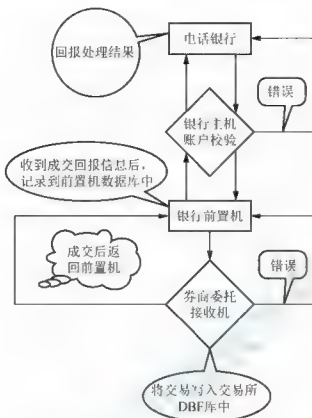 电话银行
回报处理结果
错误
银行主机
账户校验
收到成交回报信息后,
记录到前置机数据库中
银行前置机
成交后返
回前置机
错误
券商委托
接收机
将交易写入交易所
DBF库中